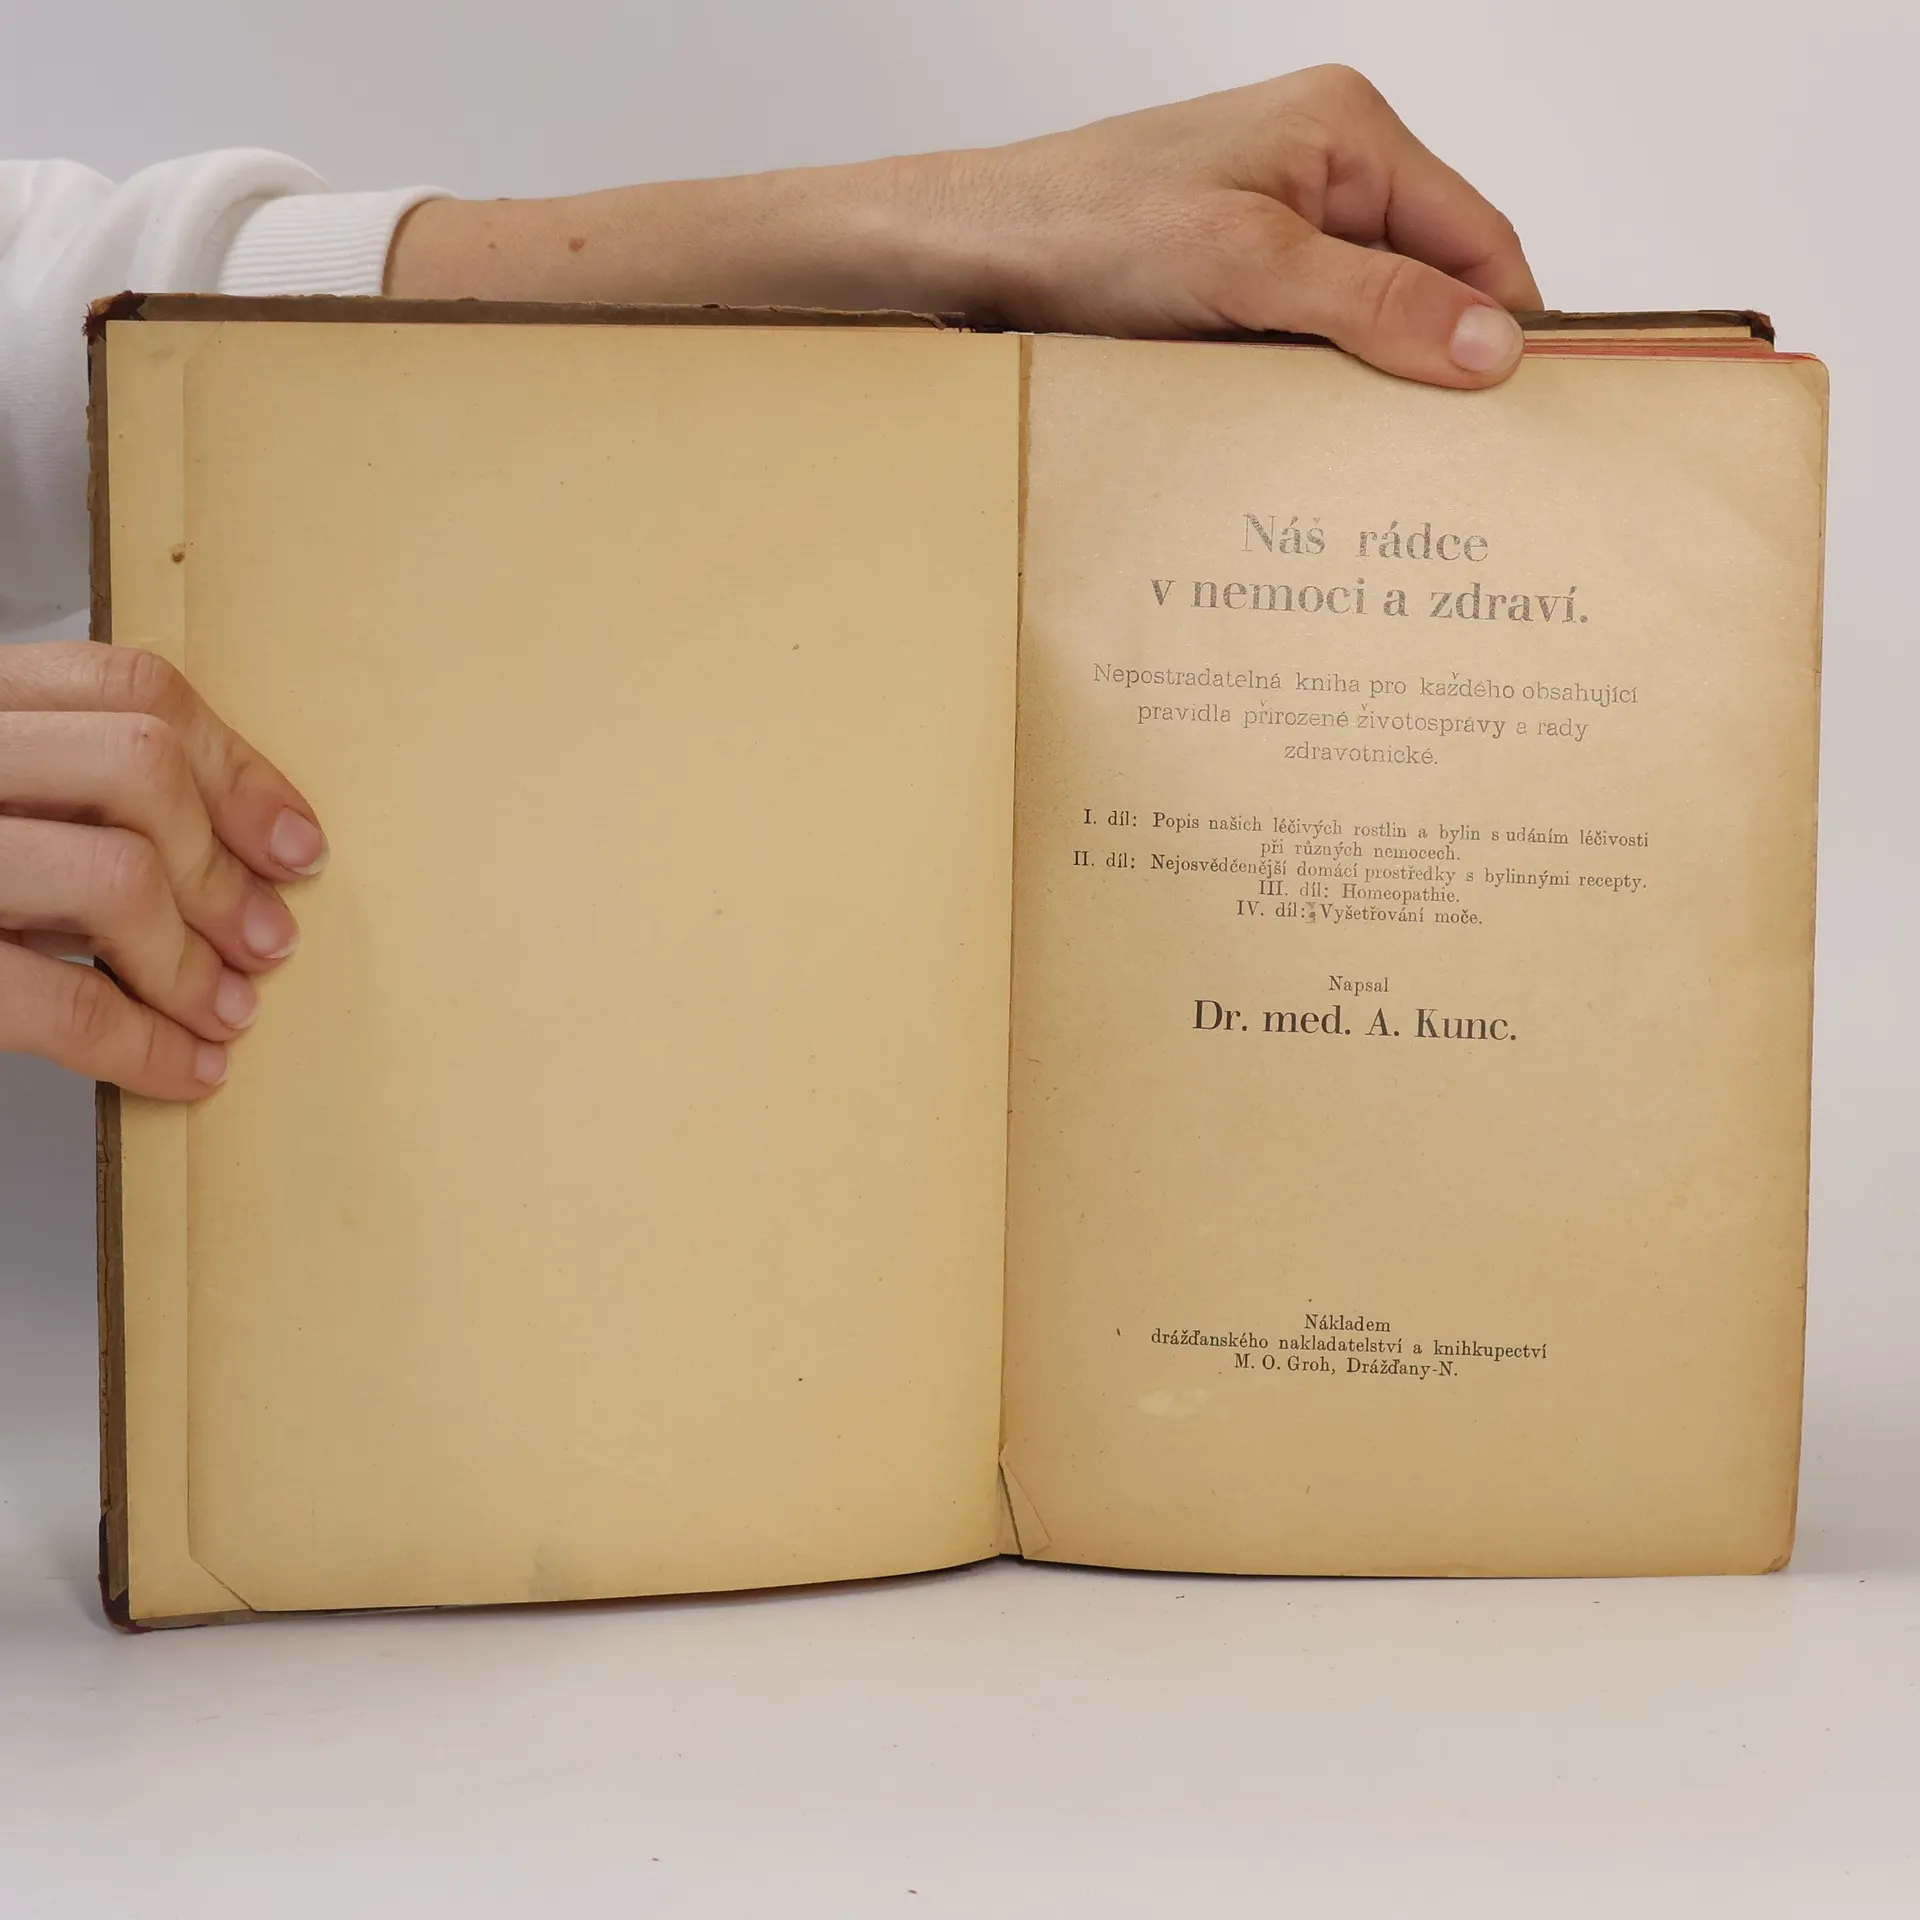 Náš rádce
v nemoci a zdraví.
Nepostradatelná kniha pro každého obsahující
pravidla přirozené životosprávy a rady
zdravotnické.
I. díl: Popis našich léčivých rostlin a bylin s udáním léčivosti
při různých nemocech.
II. díl: Nejosvědčenější domácí prostředky s bylinnými recepty.
III. díl: Homeopathie.
IV. díl: Vyšetřování moče.
Napsal
Dr. med. A. Kunc.
Nákladem
drážďanského nakladatelství a knihkupectví
M. O. Groh, Drážďany-N.